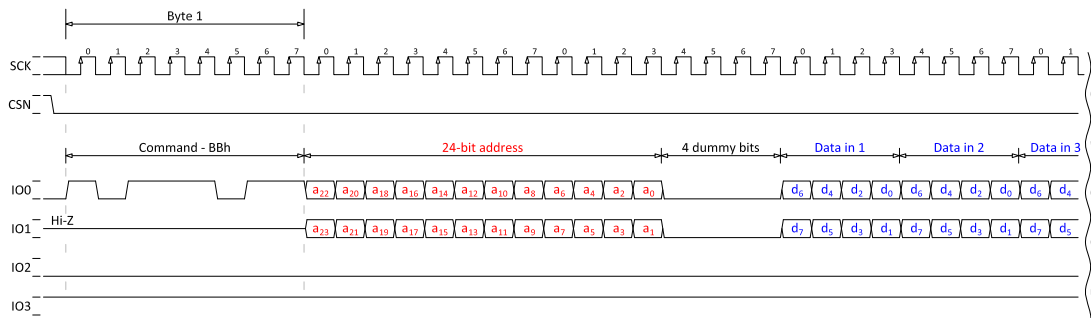 Byte 1
0 1 2 3 4 5 6 7 0 1 2 3 4 5 6 7 0 1 2 3 4 5 6 7 0 1 2 3 4 5 6 7 0 1
SCK
CSN
Command - BBh 24-bit address 4 dummy bits Data in 1 Data in 2 Data in 3
IO0 a22 a20 a18 a16 a14 a12 a10 a8 a6 a4 a2 a0 d6 d4 d2 d0 d6 d4 d2 d0 d6 d4
IO1 Hi-Z a23 a21 a19 a17 a15 a13 a11 a9 a7 a5 a3 a1 d7 d5 d3 d1 d7 d5 d3 d1 d7 d5
IO2
IO3